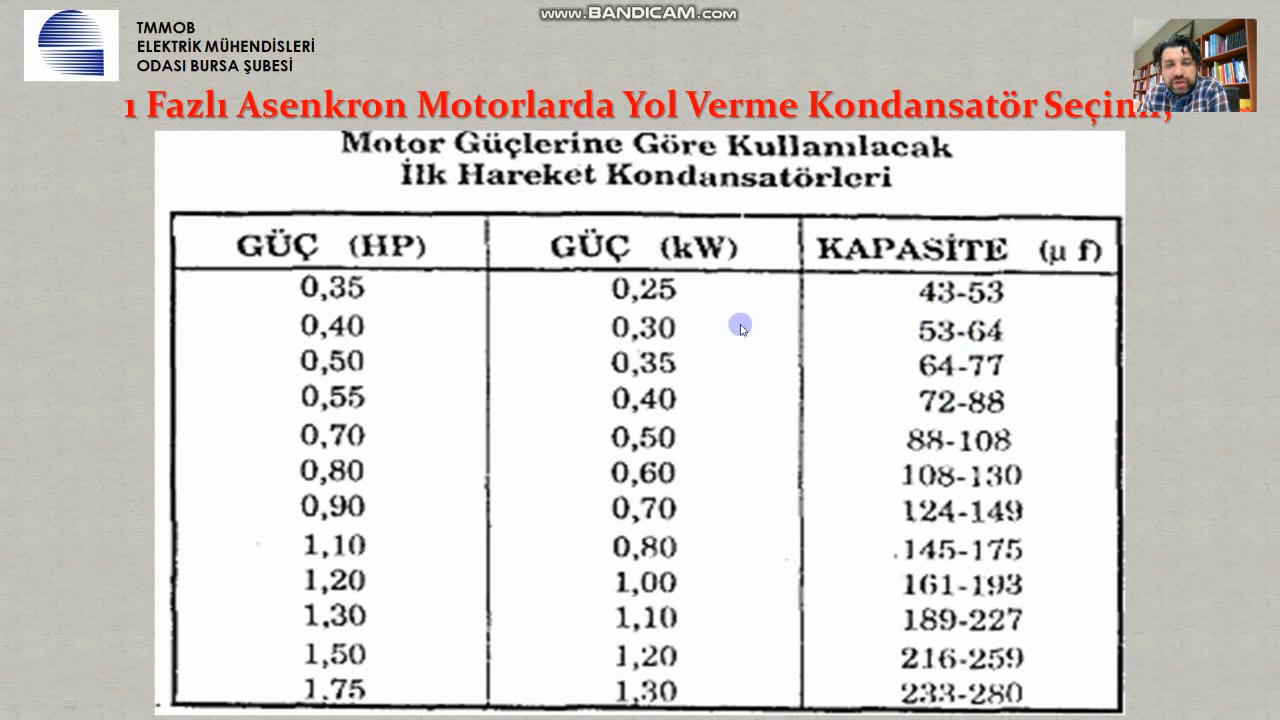 www.BANDICAM.com
TMMOB
ELEKTRİK MÜHENDİSLERİ
ODASI BURSA ŞUBESİ
1 Fazlı Asenkron Motorlarda Yol Verme Kondansatör
Motor Güçlerine Göre Kullanılacak
İlk Hareket Kondansatörleri
GÜÇ (HP) GÜÇ (kW) KAPASİTE (µ f)
0,35 0,25 43-53
0,40 0,30 53-64
0,50 0,35 64-77
0,55 0,40 72-88
0,70 0,50 88-108
0,80 0,60 108-130
0,90 0,70 124-149
1,10 0,80 145-175
1,20 1,00 161-193
1,30 1,10 189-227
1,50 1,20 216-259
1,75 1,30 233-280